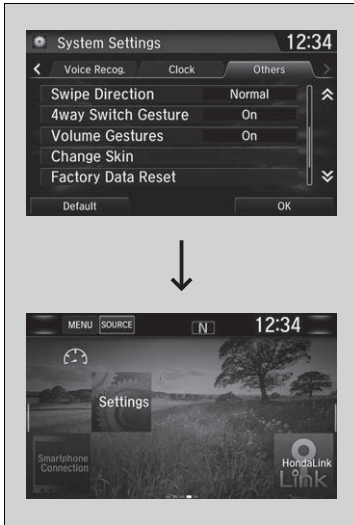 System Settings 12:34
Voice Recog. Clock Others
Swipe Direction Normal
4way Switch Gesture On
Volume Gestures On
Change Skin
Factory Data Reset
Default OK
MENU SOURCE N 12:34
Settings
Smartphone
Connection
HondaLink
Link